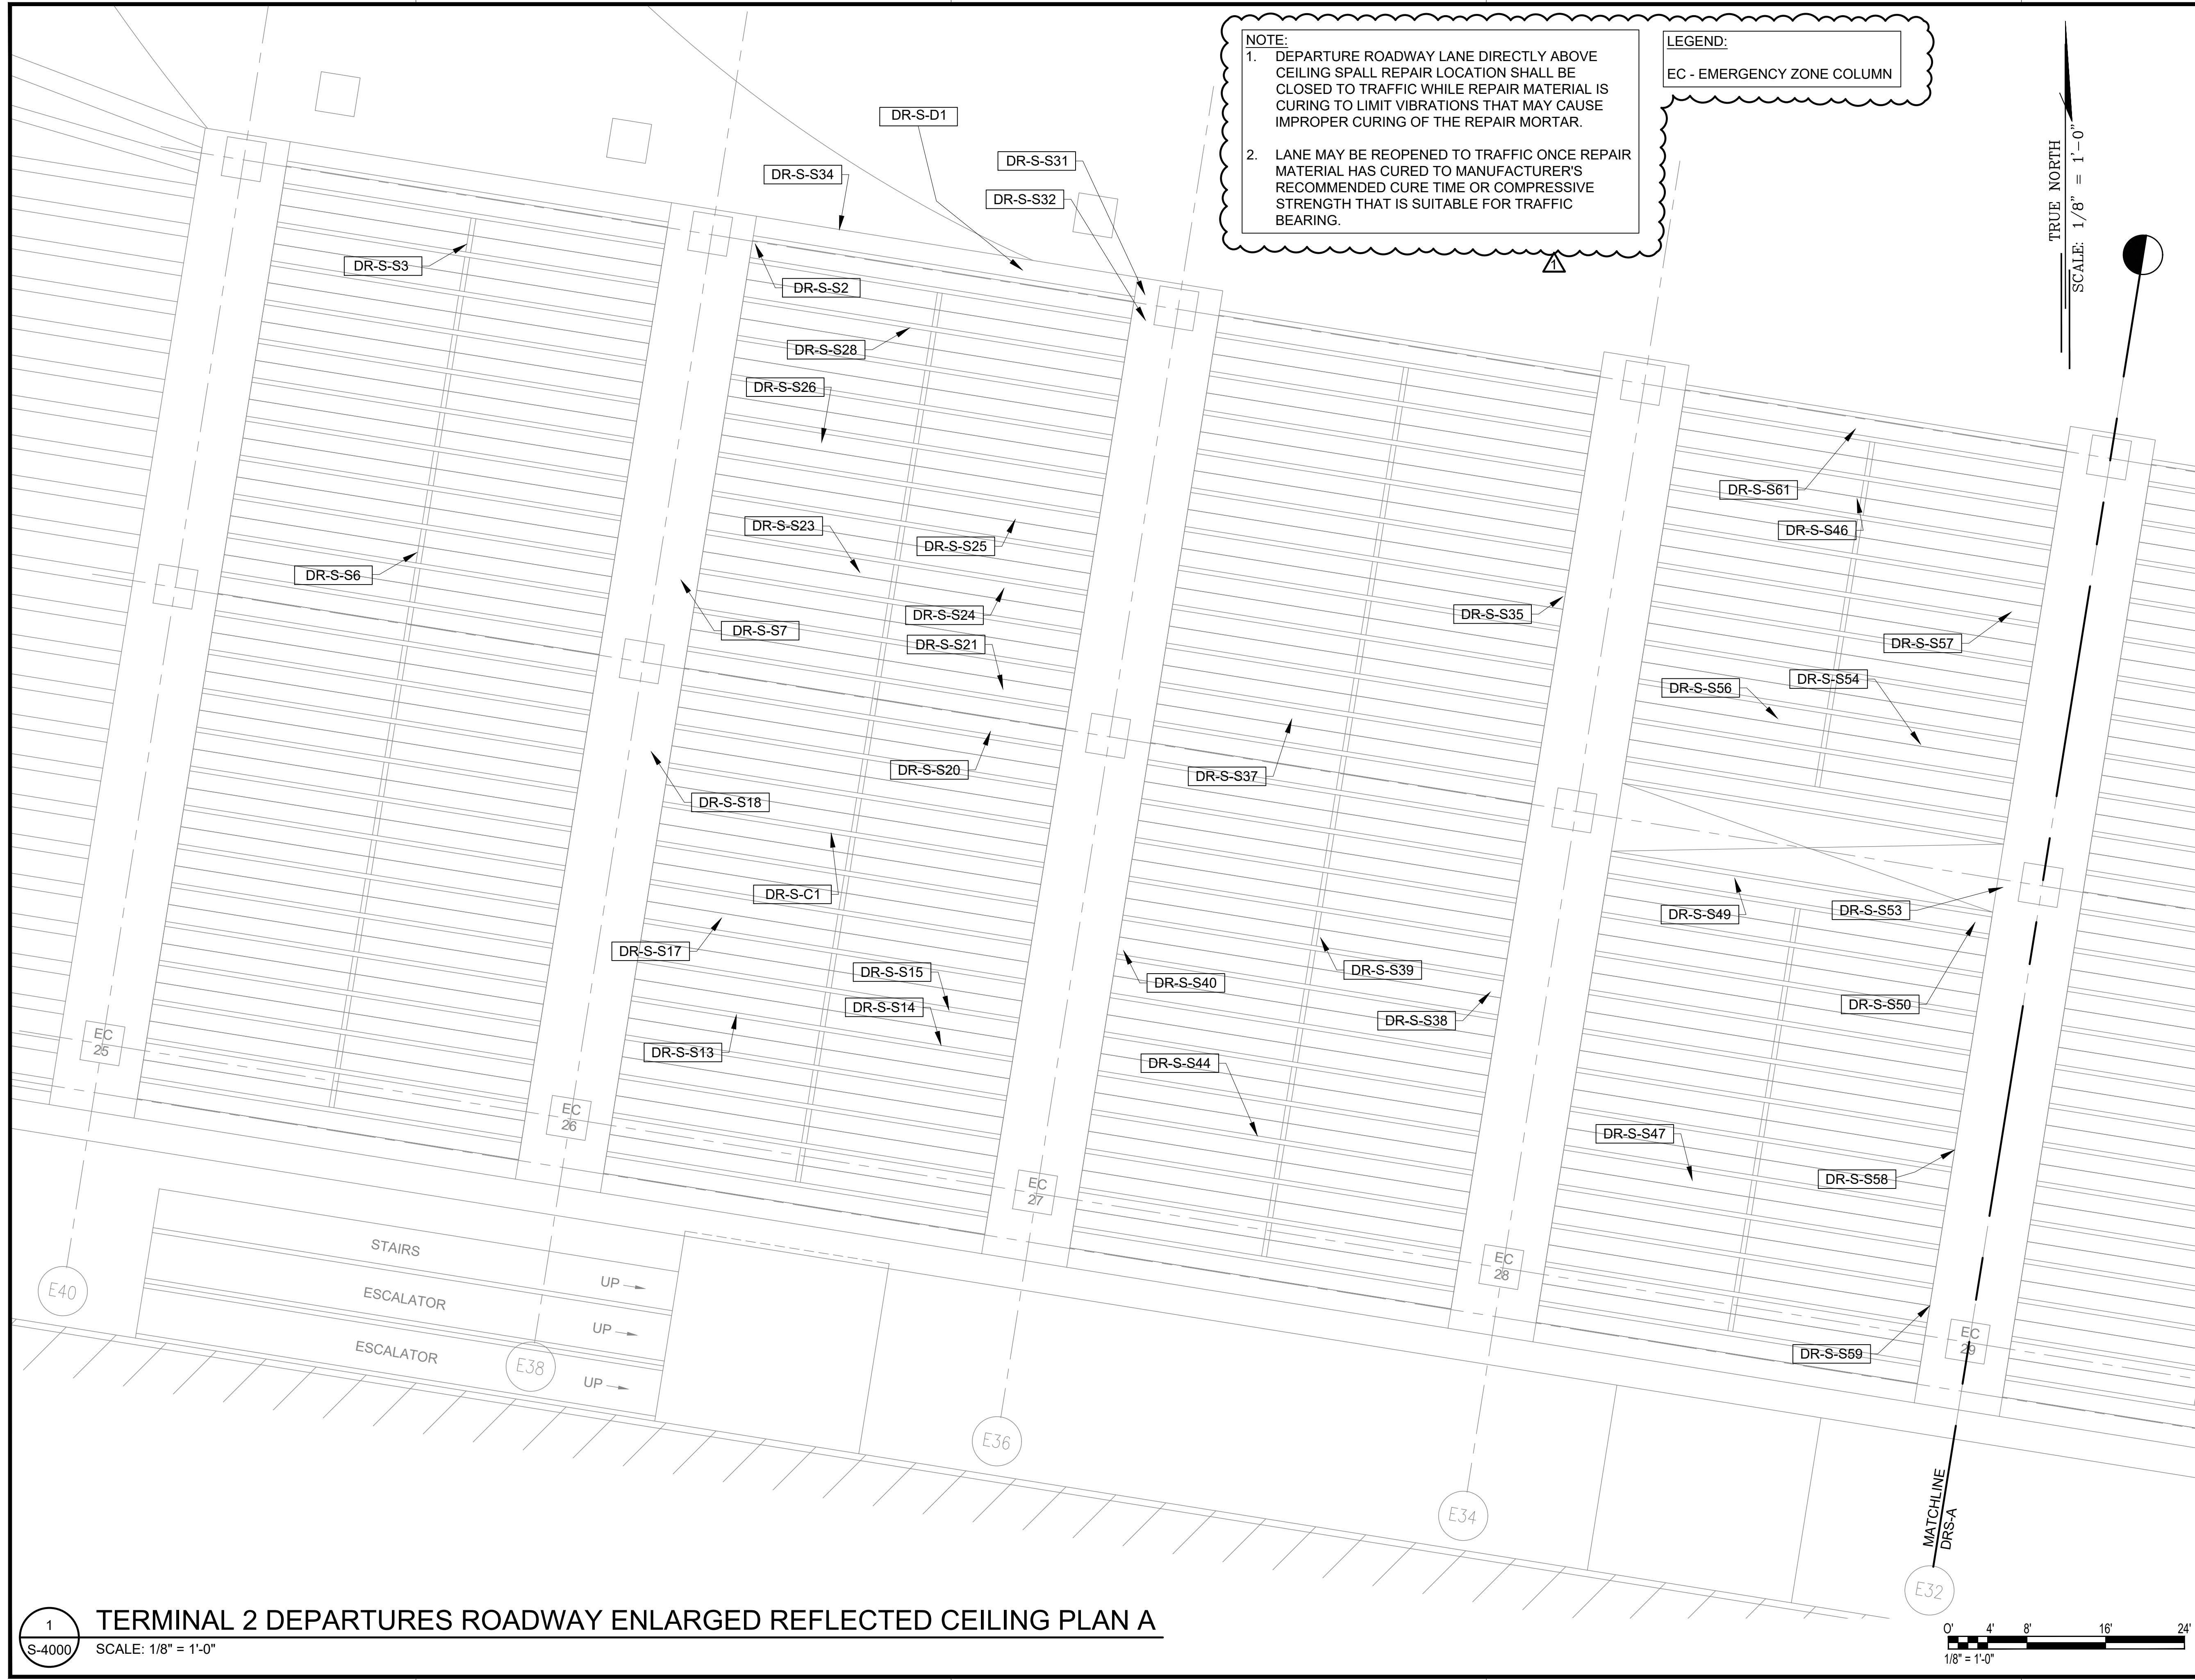 NOTE:
1. DEPARTURE ROADWAY LANE DIRECTLY ABOVE
CEILING SPALL REPAIR LOCATION SHALL BE
CLOSED TO TRAFFIC WHILE REPAIR MATERIAL IS
CURING TO LIMIT VIBRATIONS THAT MAY CAUSE
IMPROPER CURING OF THE REPAIR MORTAR.
2. LANE MAY BE REOPENED TO TRAFFIC ONCE REPAIR
MATERIAL HAS CURED TO MANUFACTURER'S
RECOMMENDED CURE TIME OR COMPRESSIVE
STRENGTH THAT IS SUITABLE FOR TRAFFIC
BEARING.
1
LEGEND:
EC - EMERGENCY ZONE COLUMN
TRUE NORTH
SCALE: 1/8" = 1'-0"
DR-S-D1
DR-S-S31
DR-S-S34
DR-S-S32
DR-S-S3
DR-S-S2
DR-S-S28
DR-S-S26
DR-S-S61
DR-S-S23
DR-S-S46
DR-S-S25
DR-S-S6
DR-S-S24
DR-S-S35
DR-S-S7
DR-S-S21
DR-S-S57
DR-S-S54
DR-S-S56
DR-S-S20
DR-S-S37
DR-S-S18
DR-S-C1
DR-S-S49
DR-S-S53
DR-S-S17
DR-S-S15
DR-S-S39
DR-S-S40
DR-S-S14
DR-S-S50
DR-S-S38
DR-S-S13
DR-S-S44
DR-S-S47
DR-S-S58
DR-S-S59
EC
25
EC
26
EC
27
EC
28
EC
29
STAIRS
UP
ESCALATOR
UP
ESCALATOR
UP
E40
E38
E36
E34
E32
MATCHLINE
DRS-A
1
S-4000
TERMINAL 2 DEPARTURES ROADWAY ENLARGED REFLECTED CEILING PLAN A
SCALE: 1/8" = 1'-0"
0' 4' 8' 16' 24'
1/8" = 1'-0"